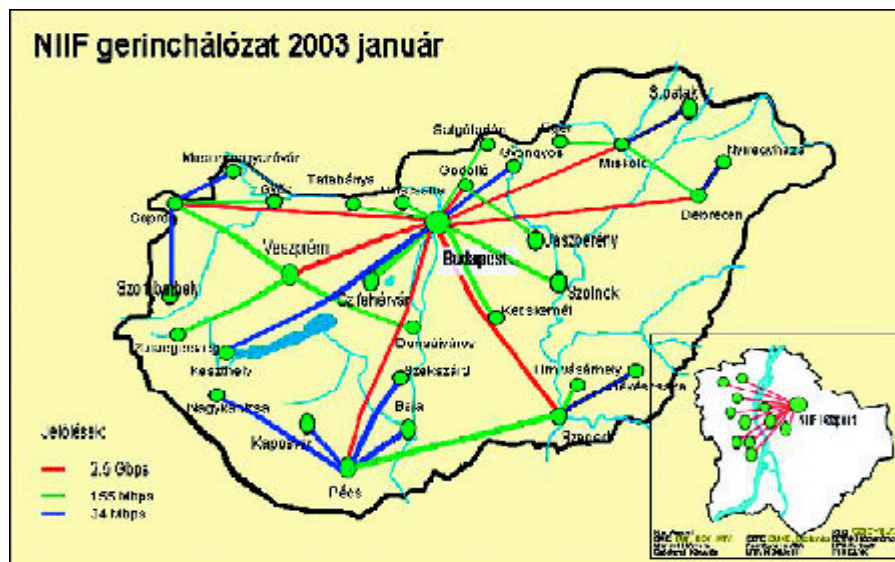 NIIF gerinchálózat 2003 január
S.patak
Salgótarján
Eger
Gyöngyös
Nyíregyháza
Mosonmagyaróvár
Miskolc
Gödöllő
Tatabánya
Győr
Sopron
Debrecen
Veszprém
Jászberény
Budapest
Szombathely
Szfehérvár
Szolnok
Kecskemét
Zalaegerszeg
Dunaújváros
Keszthely
Szekszárd
Hmvásárhely
Nagykanizsa
Baja
Kaposvár
Szeged
NIIF központ
Jelölések:
2.5 Gbps
Pécs
155 Mbps
34 Mbps